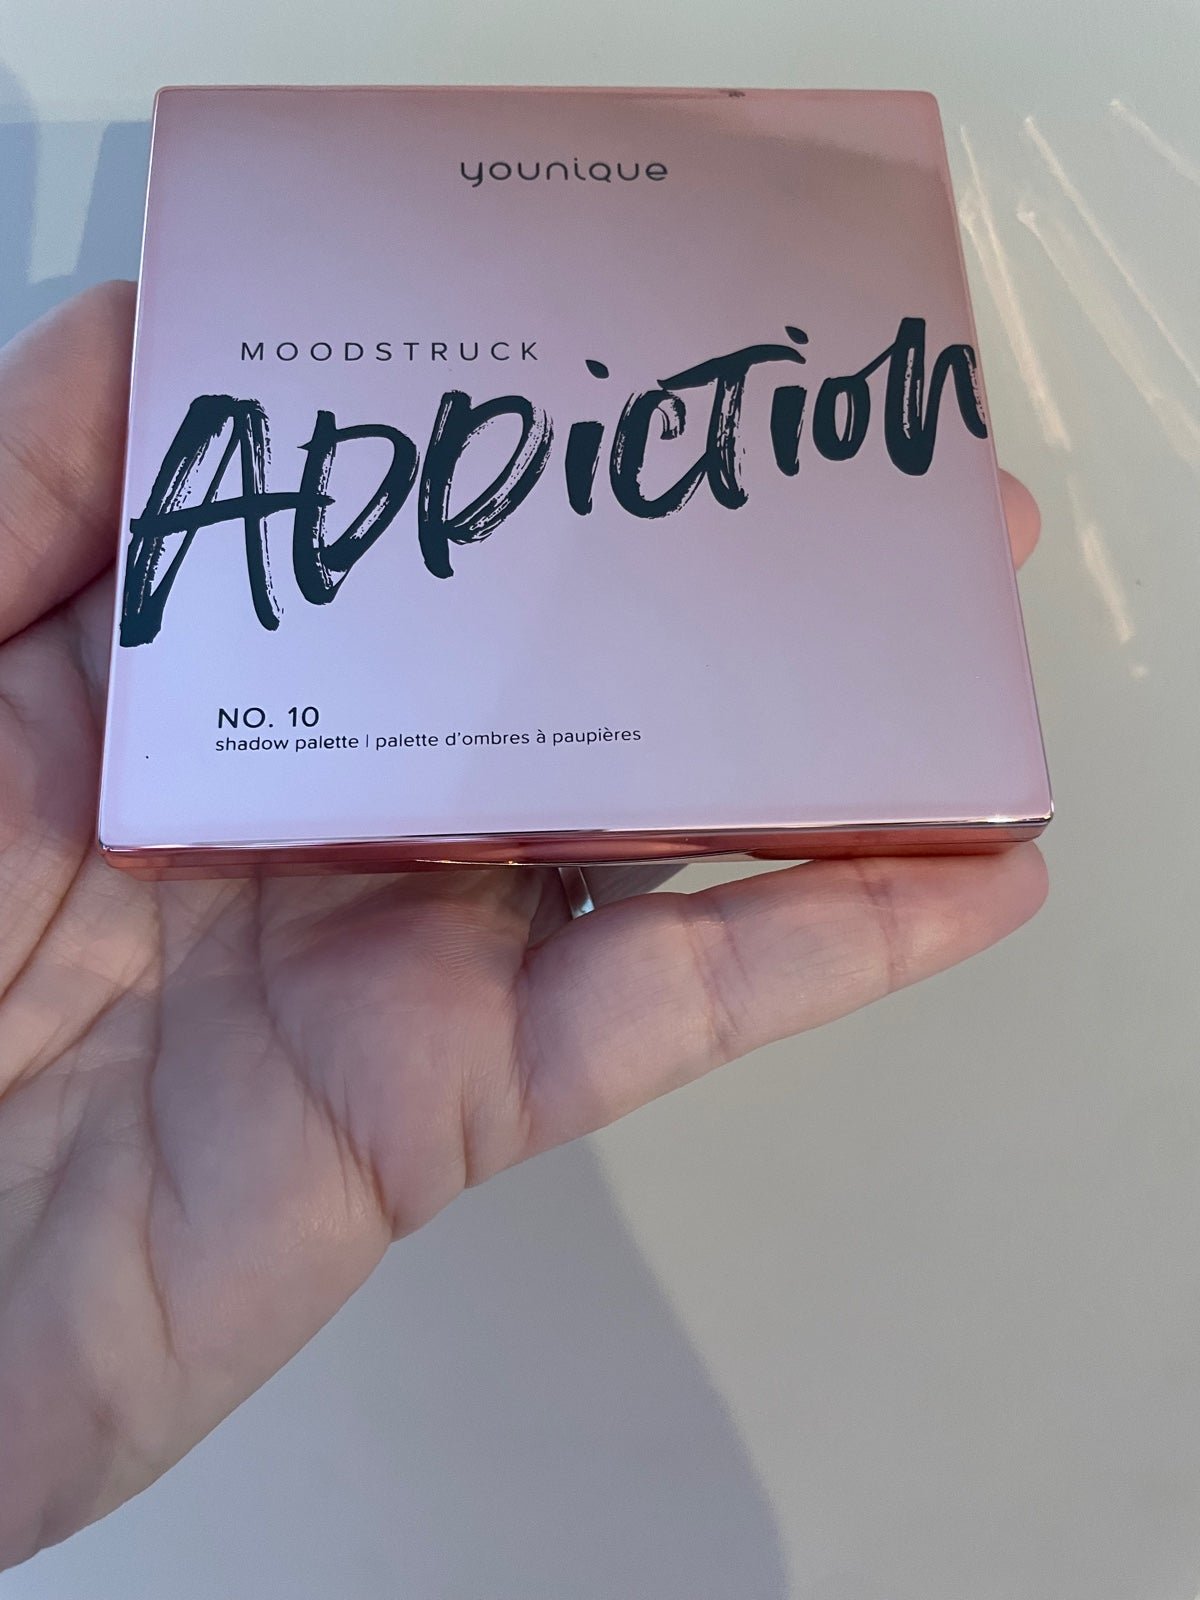 younique
MOODSTRUCK
ADDicTion
NO. 10
shadow palette | palette d'ombres à paupières